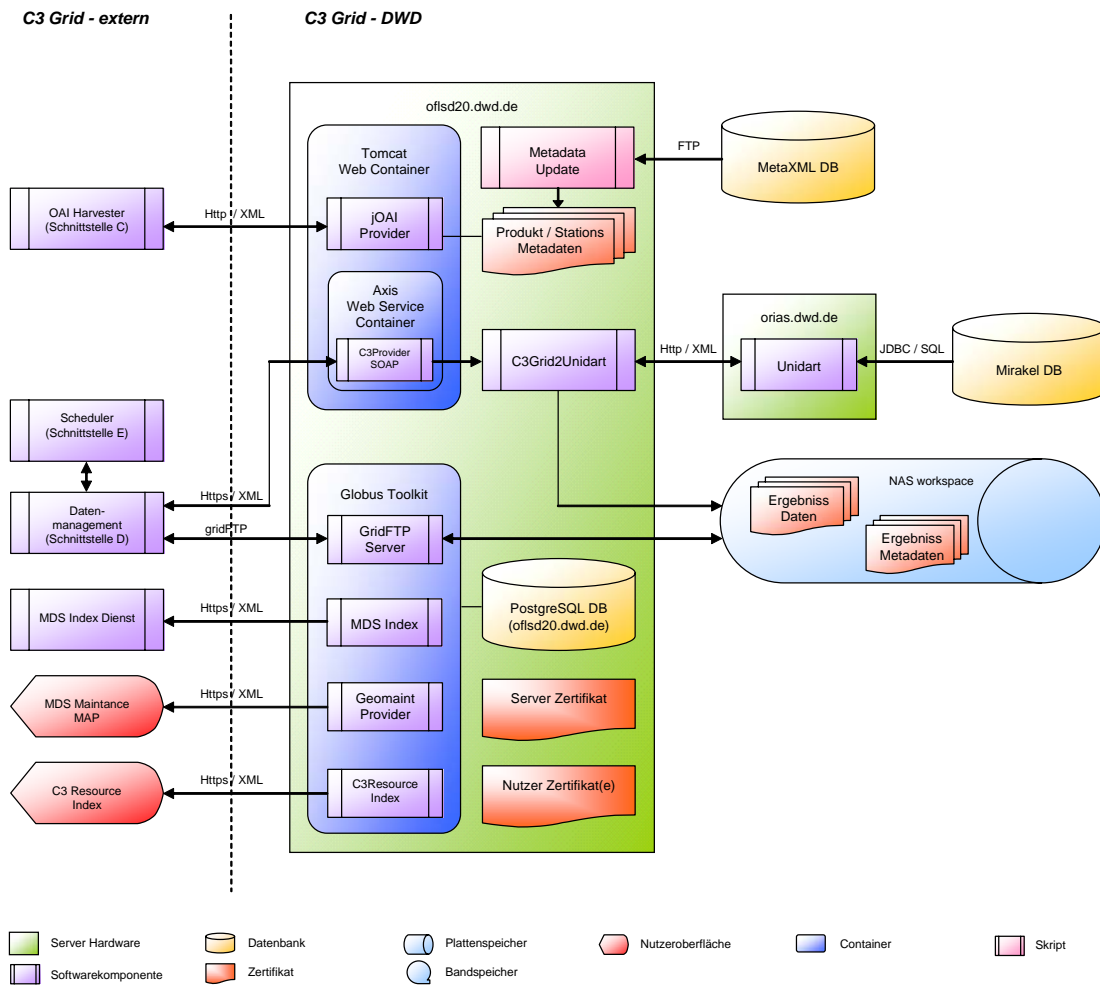 C3 Grid - extern
C3 Grid - DWD
oflsd20.dwd.de
Tomcat
Web Container
Metadata
Update
FTP
MetaXML DB
OAI Harvester
(Schnittstelle C)
Http / XML
jOAI
Provider
Produkt / Stations
Metadaten
Axis
Web Service
Container
C3Provider
SOAP
C3Grid2Unidart
Http / XML
orias.dwd.de
Unidart
JDBC / SQL
Mirakel DB
Scheduler
(Schnittstelle E)
Daten-
management
(Schnittstelle D)
Https / XML
gridFTP
Globus Toolkit
GridFTP
Server
NAS workspace
Ergebniss
Daten
Ergebniss
Metadaten
MDS Index Dienst
Https / XML
MDS Index
PostgreSQL DB
(oflsd20.dwd.de)
MDS Maintance
MAP
Https / XML
Geomaint
Provider
Server Zertifikat
C3 Resource
Index
Https / XML
C3Resource
Index
Nutzer Zertifikat(e)
Server Hardware
Datenbank
Plattenspeicher
Nutzeroberfläche
Container
Skript
Softwarekomponente
Zertifikat
Bandspeicher